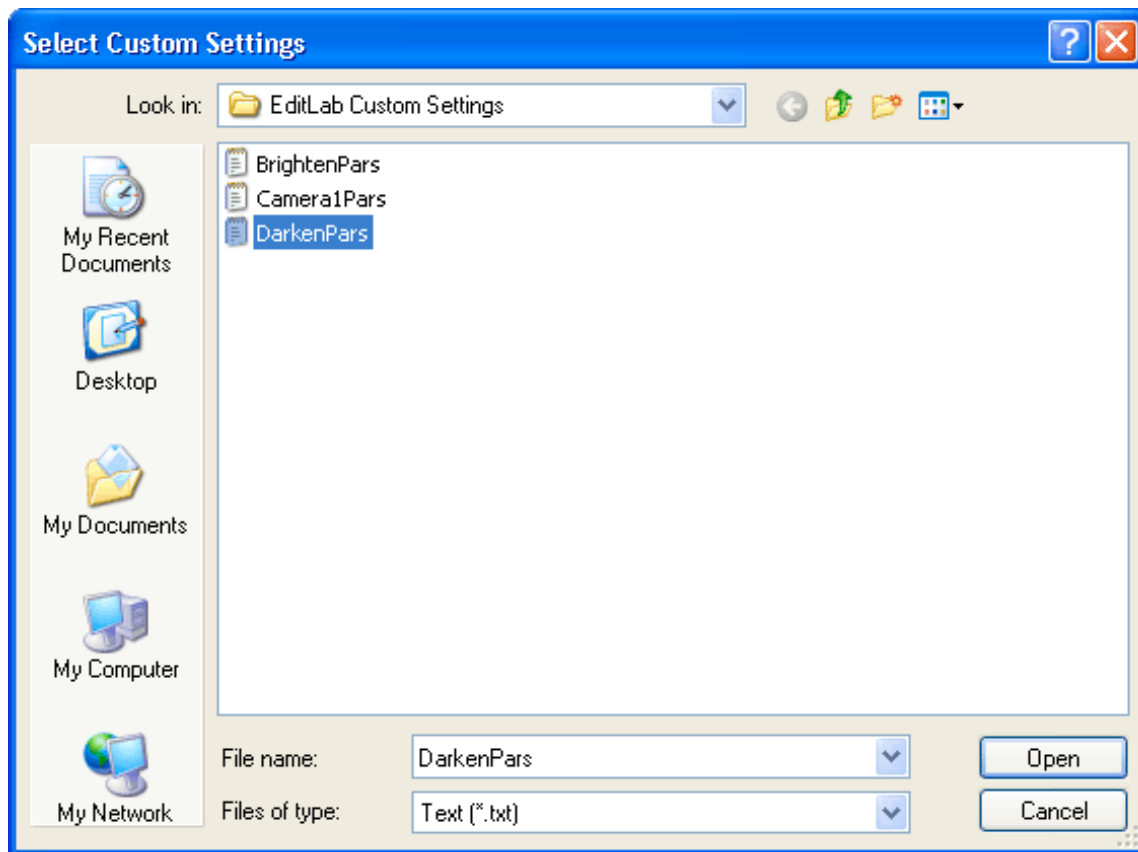 Select Custom Settings
Look in:
EditLab Custom Settings
My Recent
Documents
Desktop
My Documents
My Computer
My Network
BrightenPars
Camera1Pars
DarkenPars
File name:
DarkenPars
Open
Files of type:
Text (*.txt)
Cancel